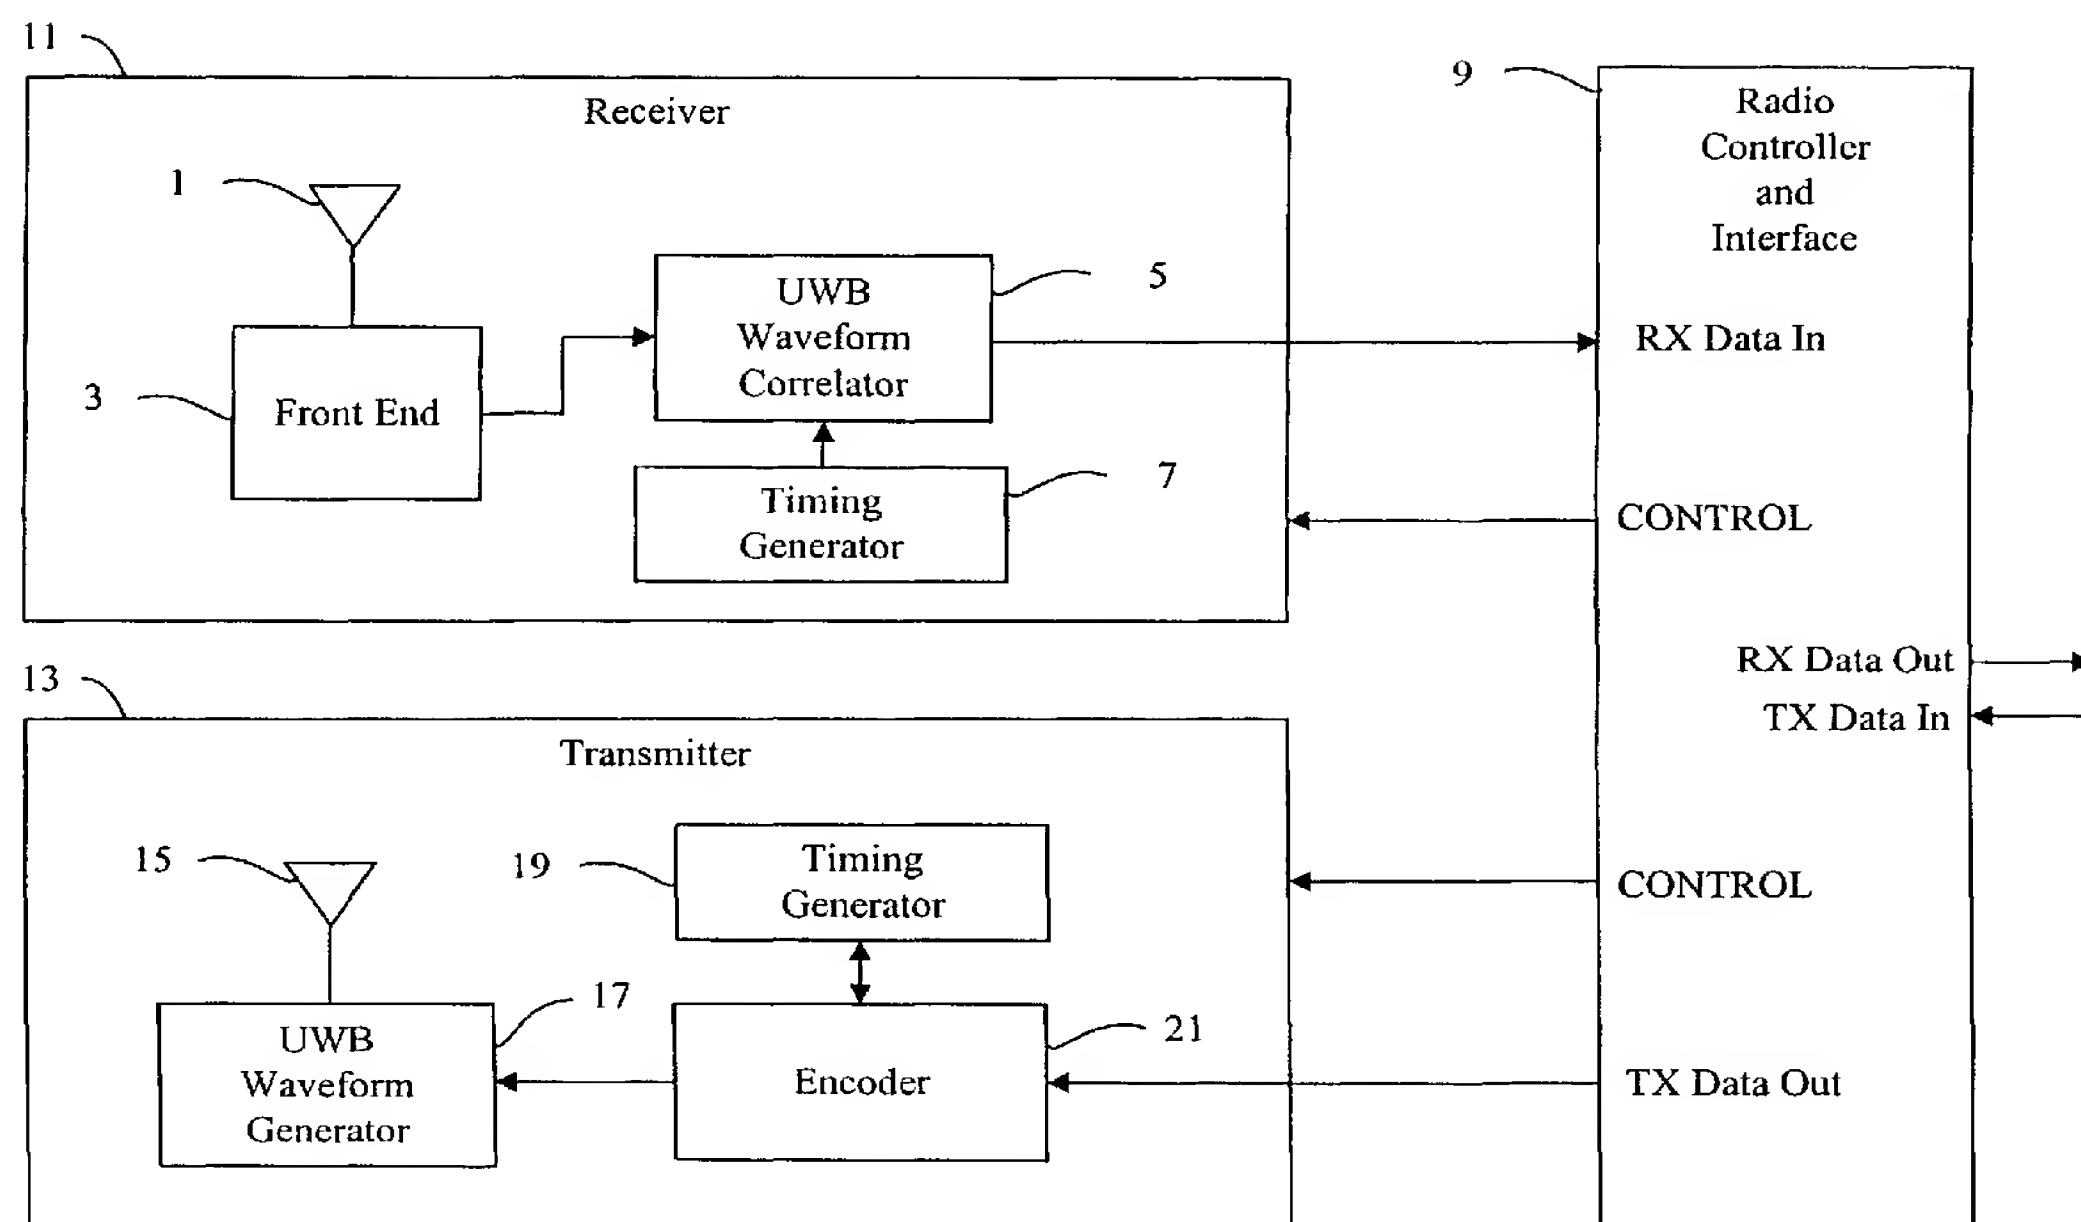 11
Receiver
1
3
Front End
UWB
Waveform
Correlator
5
Timing
Generator
7
9
Radio
Controller
and
Interface
RX Data In
CONTROL
RX Data Out
TX Data In
CONTROL
TX Data Out
13
Transmitter
15
19
Timing
Generator
17
UWB
Waveform
Generator
Encoder
21